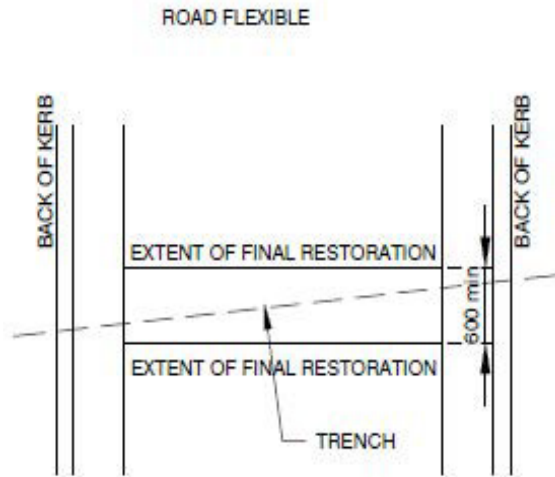 ROAD FLEXIBLE
BACK OF KERB
BACK OF KERB
EXTENT OF FINAL RESTORATION
600 min
EXTENT OF FINAL RESTORATION
TRENCH